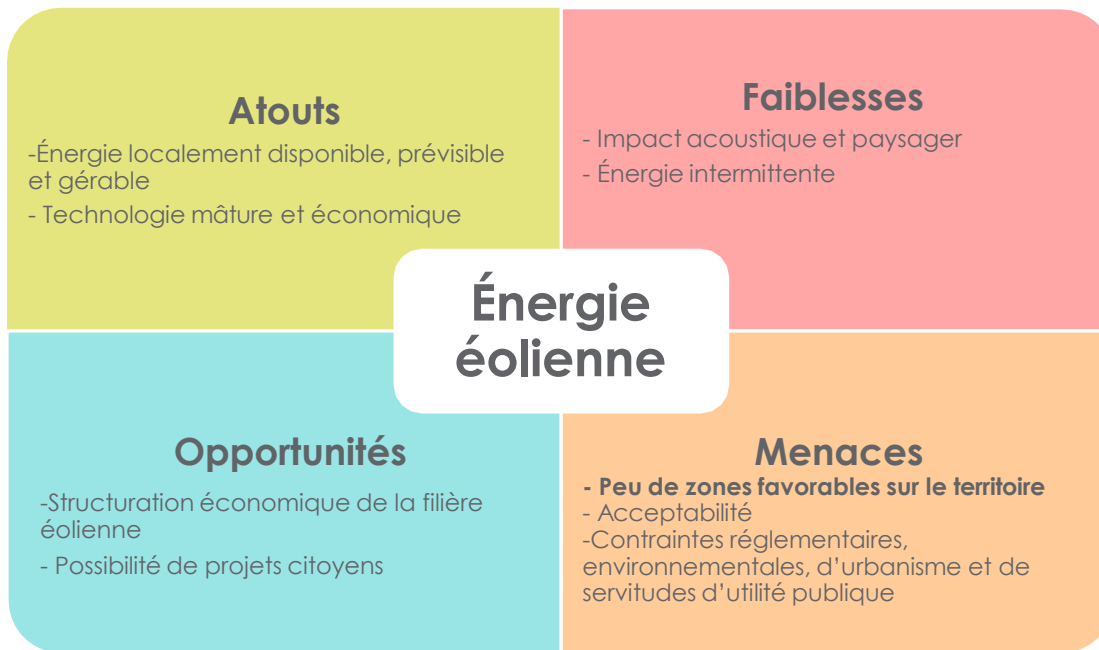 Atouts
-Énergie localement disponible, prévisible
et gérable
- Technologie mâture et économique
Faiblesses
- Impact acoustique et paysager
- Énergie intermittente
Énergie
éolienne
Opportunités
-Structuration économique de la filière
éolienne
- Possibilité de projets citoyens
Menaces
- Peu de zones favorables sur le territoire
- Acceptabilité
-Contraintes réglementaires,
environnementales, d’urbanisme et de
servitudes d’utilité publique